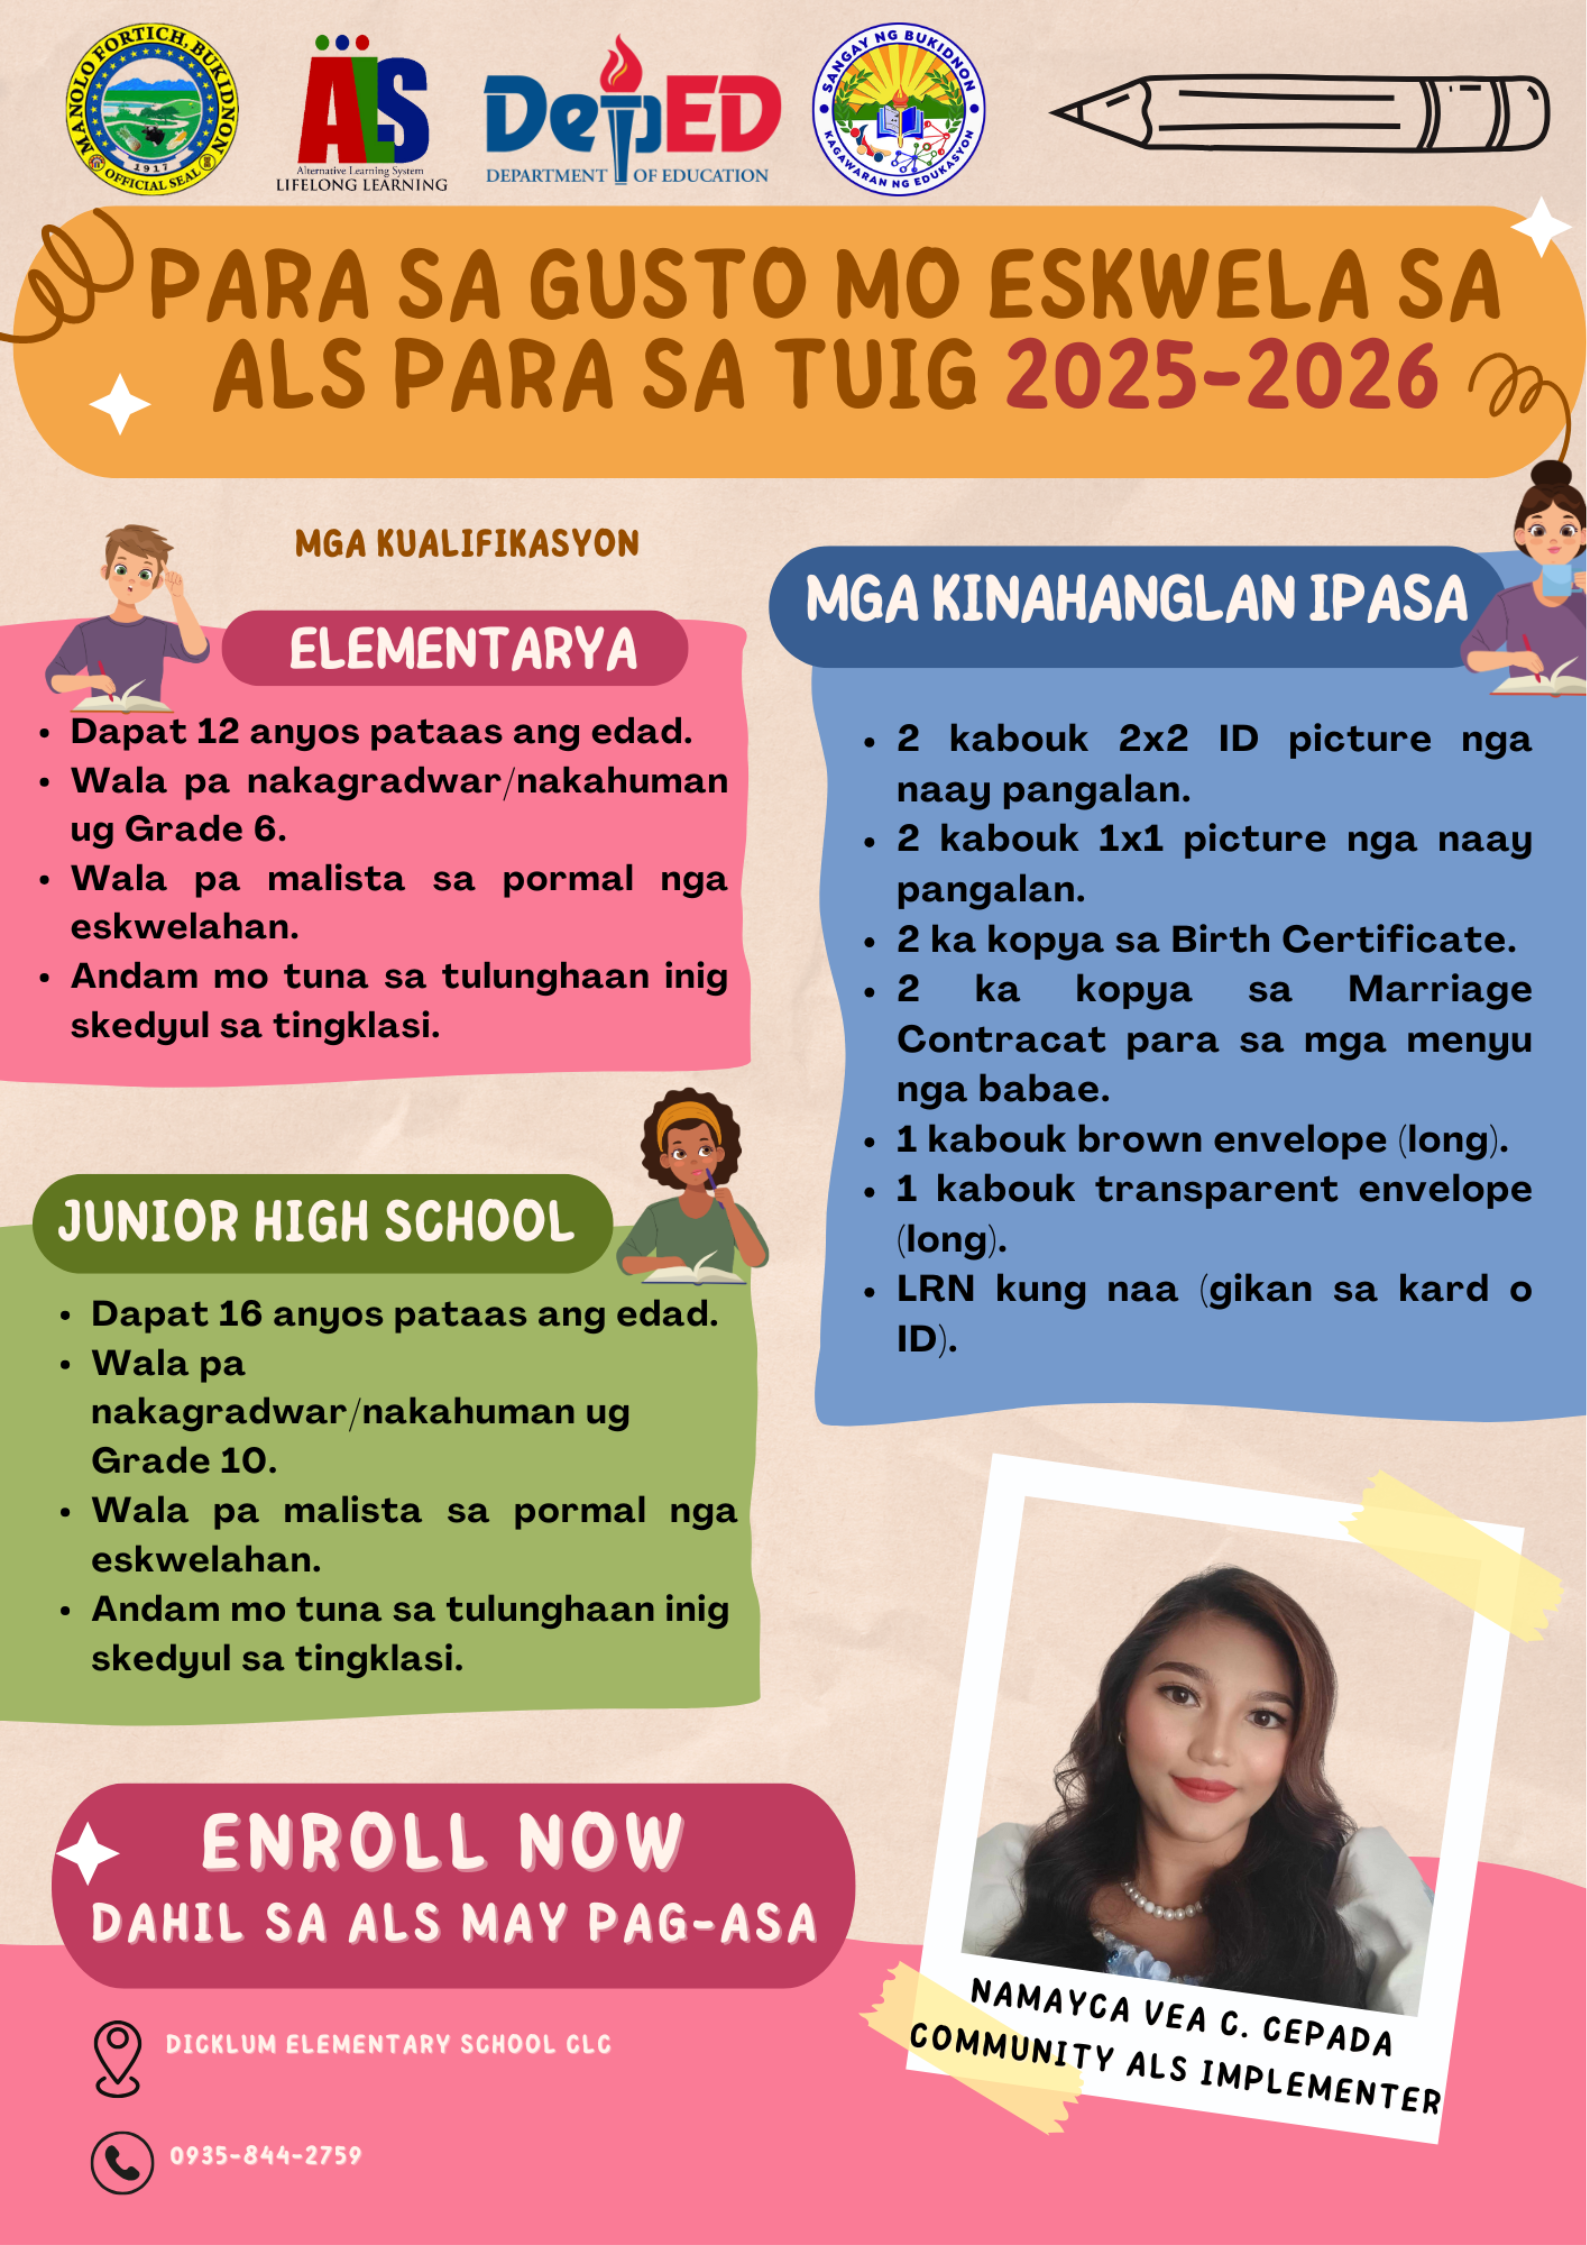 MANOLO FORTICH, BUKIDNON
1917
OFFICIAL SEAL
ALS
Alternative Learning System
LIFELONG LEARNING
DepED
DEPARTMENT OF EDUCATION
SANGAY NG BUKIDNON
KAGAWARAN NG EDUKASYON
PARA SA GUSTO MO ESKWELA SA
ALS PARA SA TUIG 2025-2026
MGA KUALIFIKASYON
ELEMENTARYA
• Dapat 12 anyos pataas ang edad.
• Wala pa nakagradwar/nakahuman
ug Grade 6.
• Wala pa malista sa pormal nga
eskwelahan.
• Andam mo tuna sa tulunghaan inig
skedyul sa tingklasi.
JUNIOR HIGH SCHOOL
• Dapat 16 anyos pataas ang edad.
• Wala pa
nakagradwar/nakahuman ug
Grade 10.
• Wala pa malista sa pormal nga
eskwelahan.
• Andam mo tuna sa tulunghaan inig
skedyul sa tingklasi.
MGA KINAHANGLAN IPASA
• 2 kabouk 2x2 ID picture nga
naay pangalan.
• 2 kabouk 1x1 picture nga naay
pangalan.
• 2 ka kopya sa Birth Certificate.
• 2 ka kopya sa Marriage
Contracat para sa mga menyu
nga babae.
• 1 kabouk brown envelope (long).
• 1 kabouk transparent envelope
(long).
• LRN kung naa (gikan sa kard o
ID).
ENROLL NOW
DAHIL SA ALS MAY PAG-ASA
DICKLUM ELEMENTARY SCHOOL CLC
0935-844-2759
NAMAYCA VEA C. CEPADA
COMMUNITY ALS IMPLEMENTER